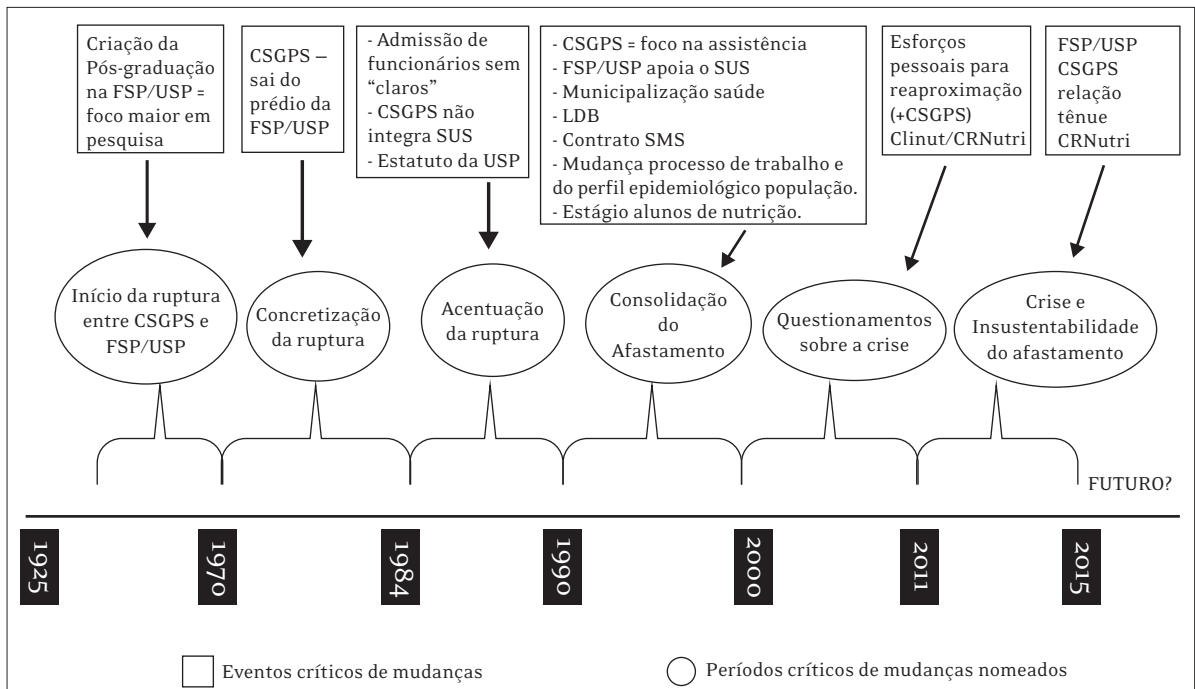 Criação da
Pós-graduação
na FSP/USP =
foco maior em
pesquisa
CSGPS –
sai do
prédio da
FSP/USP
- Admissão de
funcionários sem
“claros”
- CSGPS não
integra SUS
- Estatuto da USP
- CSGPS = foco na assistência
- FSP/USP apoia o SUS
- Municipalização saúde
- LDB
- Contrato SMS
- Mudança processo de trabalho e
do perfil epidemiológico população.
- Estágio alunos de nutrição.
Esforços
pessoais para
reaproximação
(+CSGPS)
Clinut/CRNutri
FSP/USP
CSGPS
relação
tênue
CRNutri
Início da ruptura
entre CSGPS e
FSP/USP
Concretização
da ruptura
Acentuação
da ruptura
Consolidação
do
Afastamento
Questionamentos
sobre a crise
Crise e
Insustentabilidade
do afastamento
FUTURO?
1925
1970
1984
1990
2000
2011
2015
Eventos críticos de mudanças
Períodos críticos de mudanças nomeados